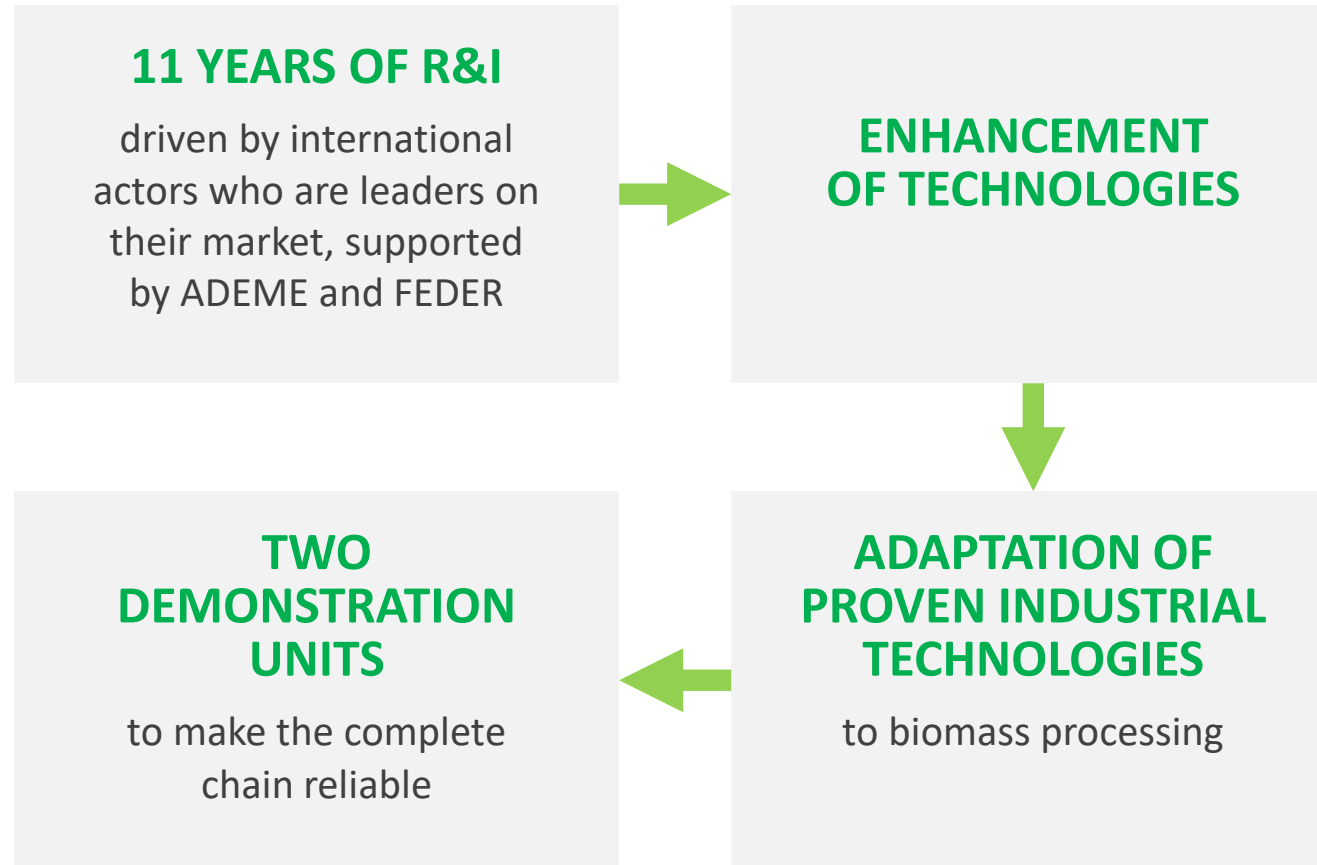 11 YEARS OF R&I
driven by international
actors who are leaders on
their market, supported
by ADEME and FEDER
ENHANCEMENT
OF TECHNOLOGIES
ADAPTATION OF
PROVEN INDUSTRIAL
TECHNOLOGIES
to biomass processing
TWO
DEMONSTRATION
UNITS
to make the complete
chain reliable